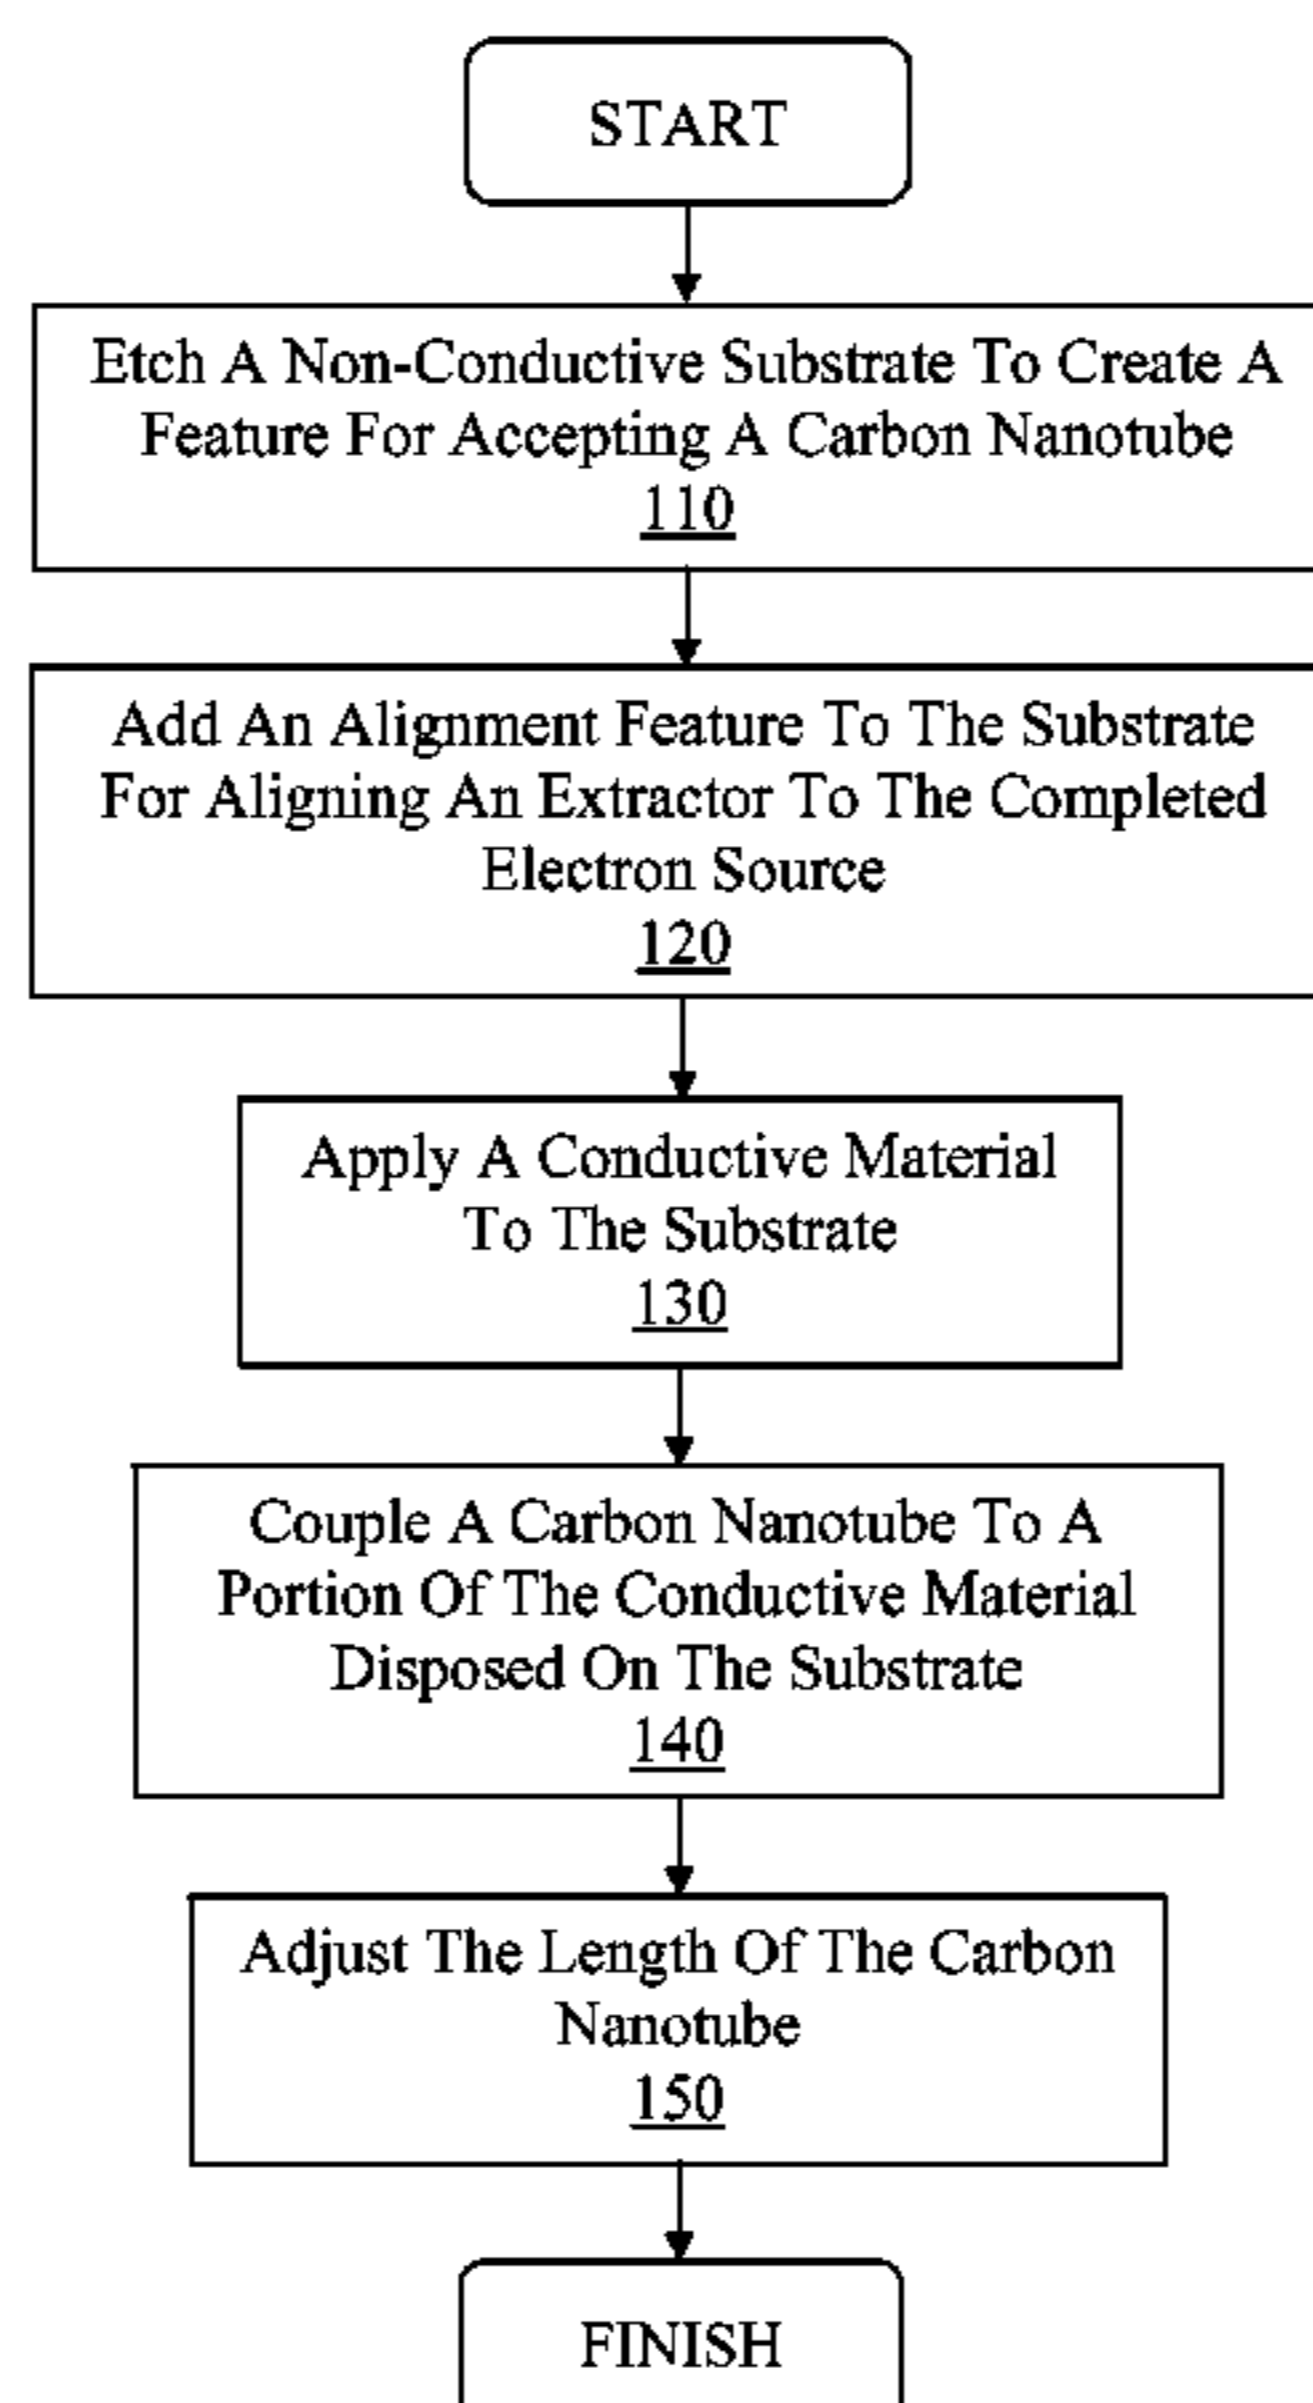 START
Etch A Non-Conductive Substrate To Create A
Feature For Accepting A Carbon Nanotube
110
Add An Alignment Feature To The Substrate
For Aligning An Extractor To The Completed
Electron Source
120
Apply A Conductive Material
To The Substrate
130
Couple A Carbon Nanotube To A
Portion Of The Conductive Material
Disposed On The Substrate
140
Adjust The Length Of The Carbon
Nanotube
150
FINISH